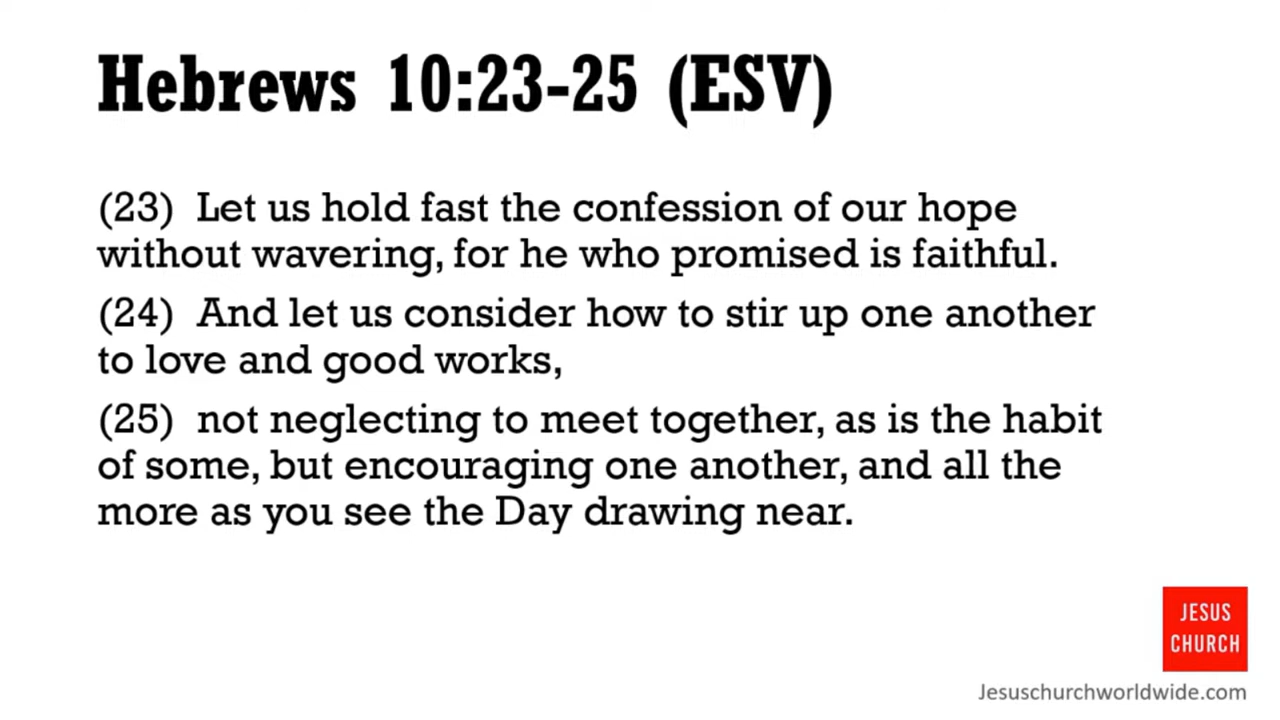 Hebrews 10:23-25 (ESV)
(23) Let us hold fast the confession of our hope
without wavering, for he who promised is faithful.
(24) And let us consider how to stir up one another
to love and good works,
(25) not neglecting to meet together, as is the habit
of some, but encouraging one another, and all the
more as you see the Day drawing near.
JESUS
CHURCH
Jesuschurchworldwide.com